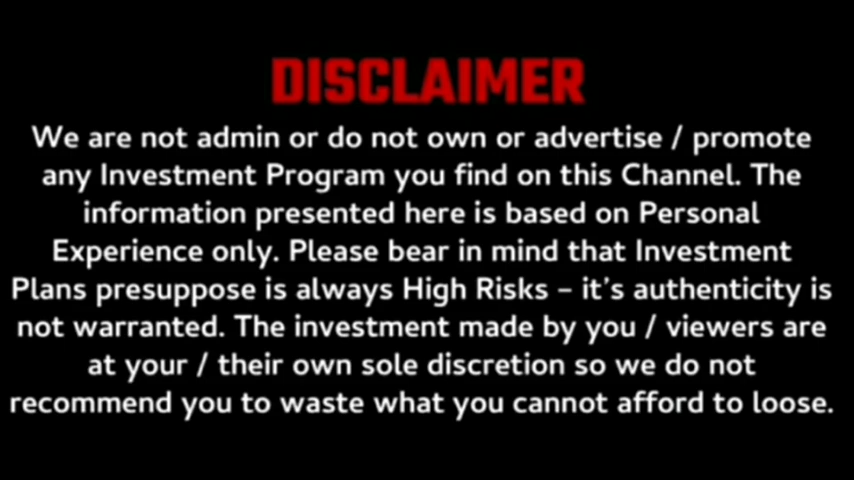 DISCLAIMER
We are not admin or do not own or advertise / promote
any Investment Program you find on this Channel. The
information presented here is based on Personal
Experience only. Please bear in mind that Investment
Plans presuppose is always High Risks – it's authenticity is
not warranted. The investment made by you / viewers are
at your / their own sole discretion so we do not
recommend you to waste what you cannot afford to loose.